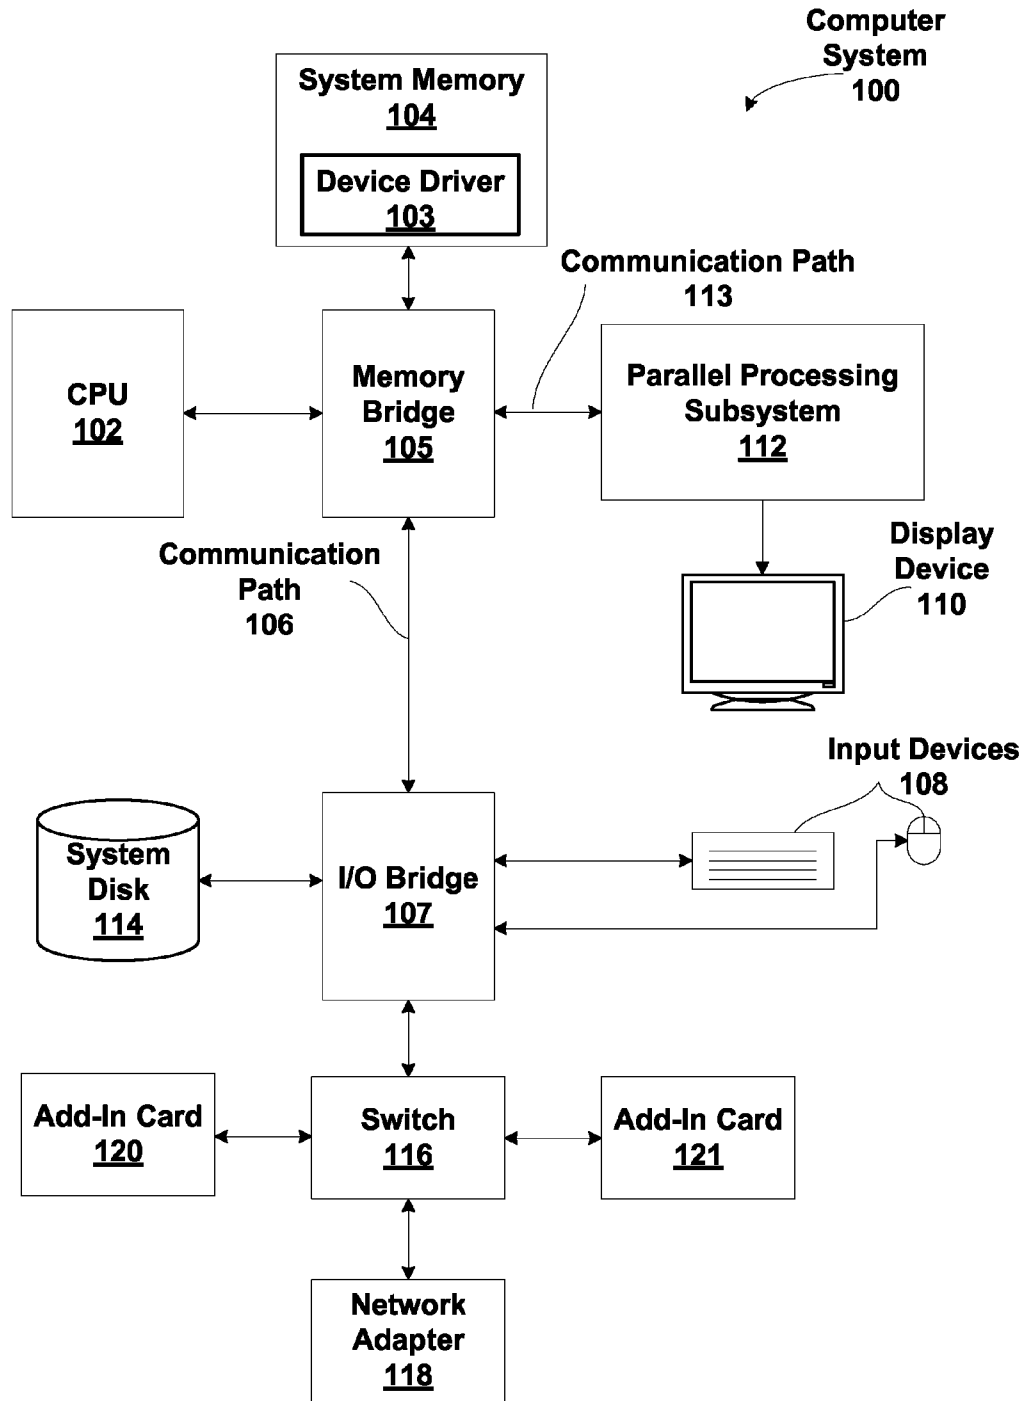 Computer
System
100
System Memory
104
Device Driver
103
Communication Path
113
CPU
102
Memory
Bridge
105
Parallel Processing
Subsystem
112
Communication
Path
106
Display
Device
110
Input Devices
108
System
Disk
114
I/O Bridge
107
Add-In Card
120
Switch
116
Add-In Card
121
Network
Adapter
118